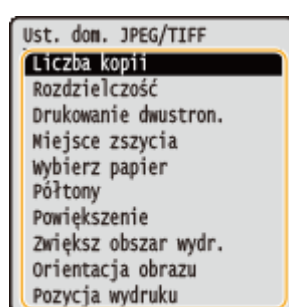 Ust. dom. JPEG/TIFF
Liczba kopii
Rozdzielczość
Drukowanie dwustron.
Miejsce zszycia
Wybierz papier
Półtony
Powiększenie
Zwiększ obszar wydr.
Orientacja obrazu
Pozycja wydruku